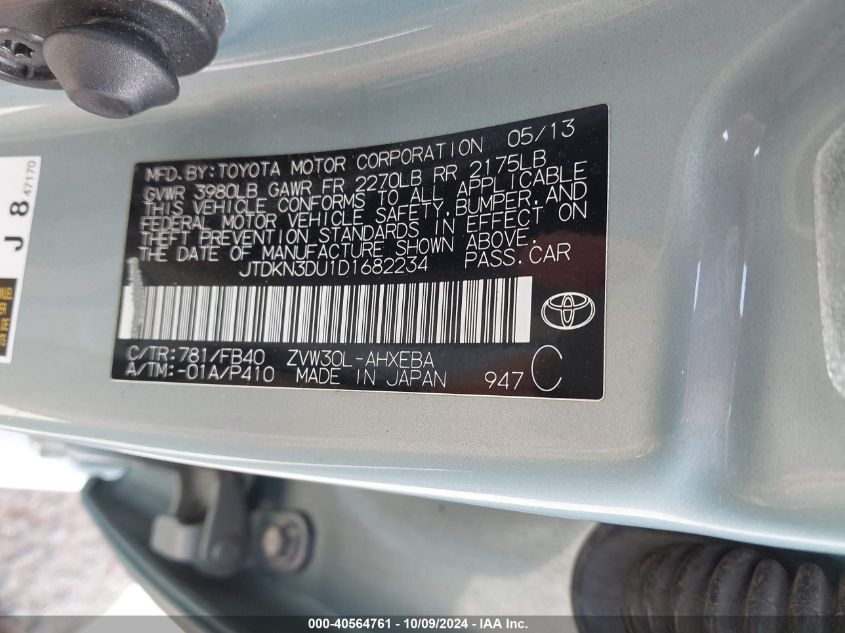 MFD.BY:TOYOTA MOTOR CORPORATION 05/13
GVWR 3980LB GAWR FR 2270LB RR 2175LB
THIS VEHICLE CONFORMS TO ALL APPLICABLE
FEDERAL MOTOR VEHICLE SAFETY,BUMPER,AND
THEFT PREVENTION STANDARDS IN EFFECT ON
THE DATE OF MANUFACTURE SHOWN ABOVE.
JTDKN3DU1D1682234 PASS.CAR
C/TR:781/FB40 ZVW30L-AHXEBA
A/TM:-01A/P410 MADE IN JAPAN 947 C
J 8 47170
000-40564761 - 10/09/2024 - IAA Inc.